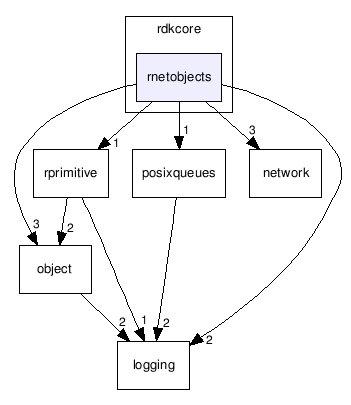 rdkcore
rnetobjects
1
1
3
rprimitive
posixqueues
network
3
2
object
2
1
2
2
logging